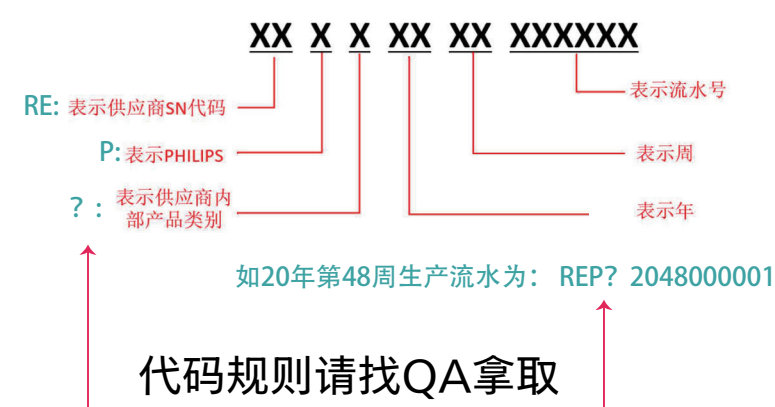 XX X X XX XX XXXXXX
RE: 表示供应商SN代码
表示流水号
P: 表示PHILIPS
表示周
？: 表示供应商内
部产品类别
表示年
如20年第48周生产流水为： REP？2048000001
代码规则请找QA拿取